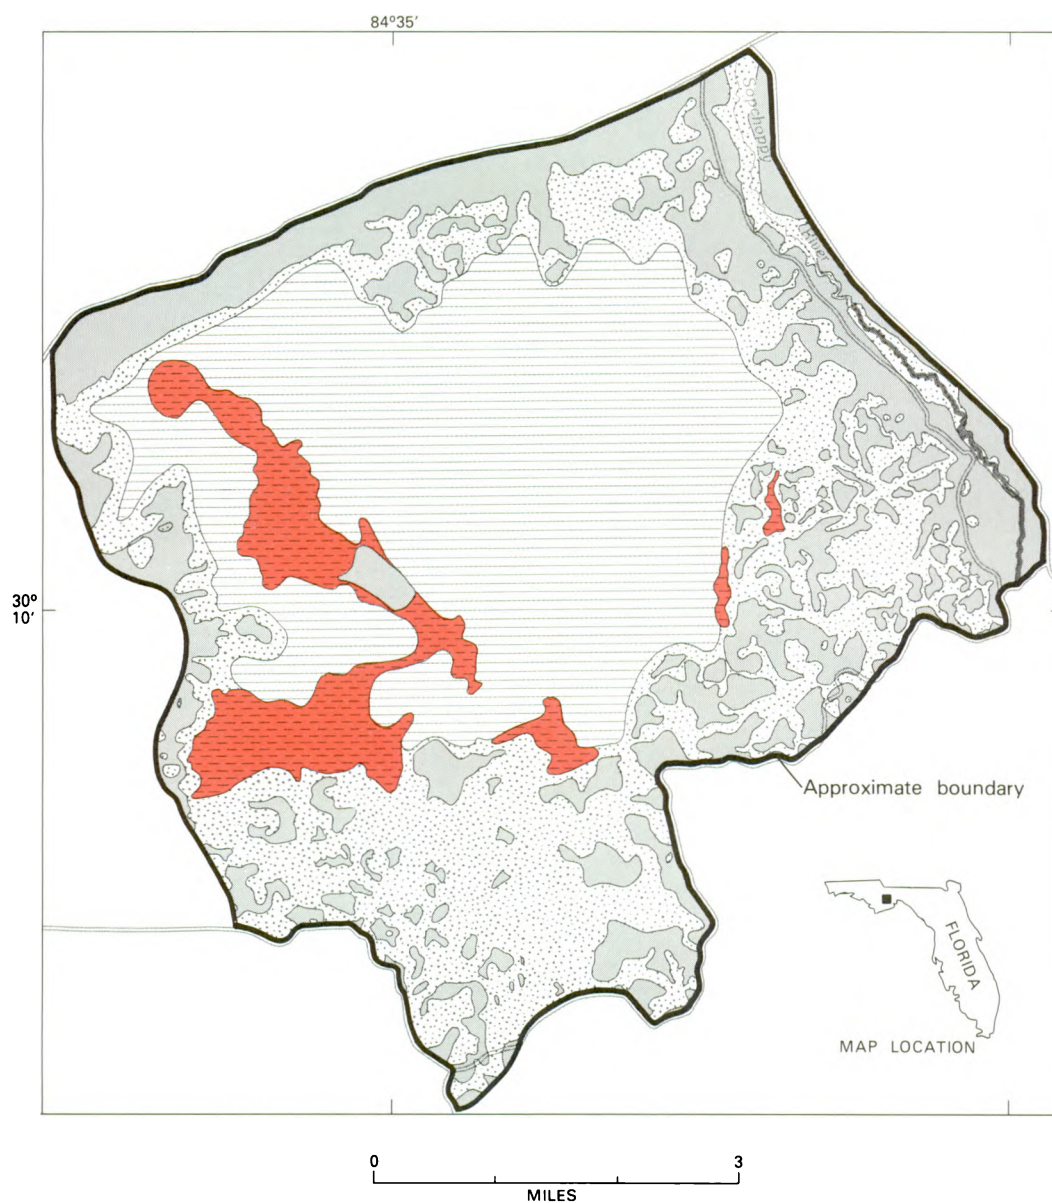 84°35'
Sopchoppy
River
30°
10'
Approximate boundary
FLORIDA
MAP LOCATION
0 3
MILES